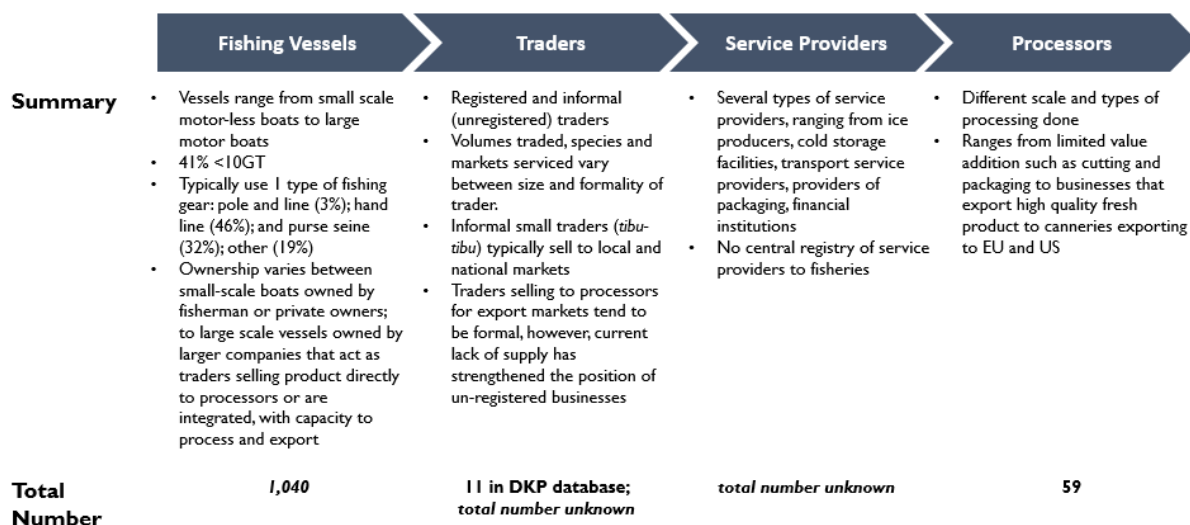 Fishing Vessels
Traders
Service Providers
Processors
Summary
• Vessels range from small scale
motor-less boats to large
motor boats
• 41% <10GT
• Typically use 1 type of fishing
gear: pole and line (3%); hand
line (46%); and purse seine
(32%); other (19%)
• Ownership varies between
small-scale boats owned by
fisherman or private owners;
to large scale vessels owned by
larger companies that act as
traders selling product directly
to processors or are
integrated, with capacity to
process and export
• Registered and informal
(unregistered) traders
• Volumes traded, species and
markets serviced vary
between size and formality of
trader.
• Informal small traders (tibu-
tibu) typically sell to local and
national markets
• Traders selling to processors
for export markets tend to
be formal, however, current
lack of supply has
strengthened the position of
un-registered businesses
• Several types of service
providers, ranging from ice
producers, cold storage
facilities, transport service
providers, providers of
packaging, financial
institutions
• No central registry of service
providers to fisheries
• Different scale and types of
processing done
• Ranges from limited value
addition such as cutting and
packaging to businesses that
export high quality fresh
product to canneries exporting
to EU and US
Total
Number
1,040
11 in DKP database;
total number unknown
total number unknown
59